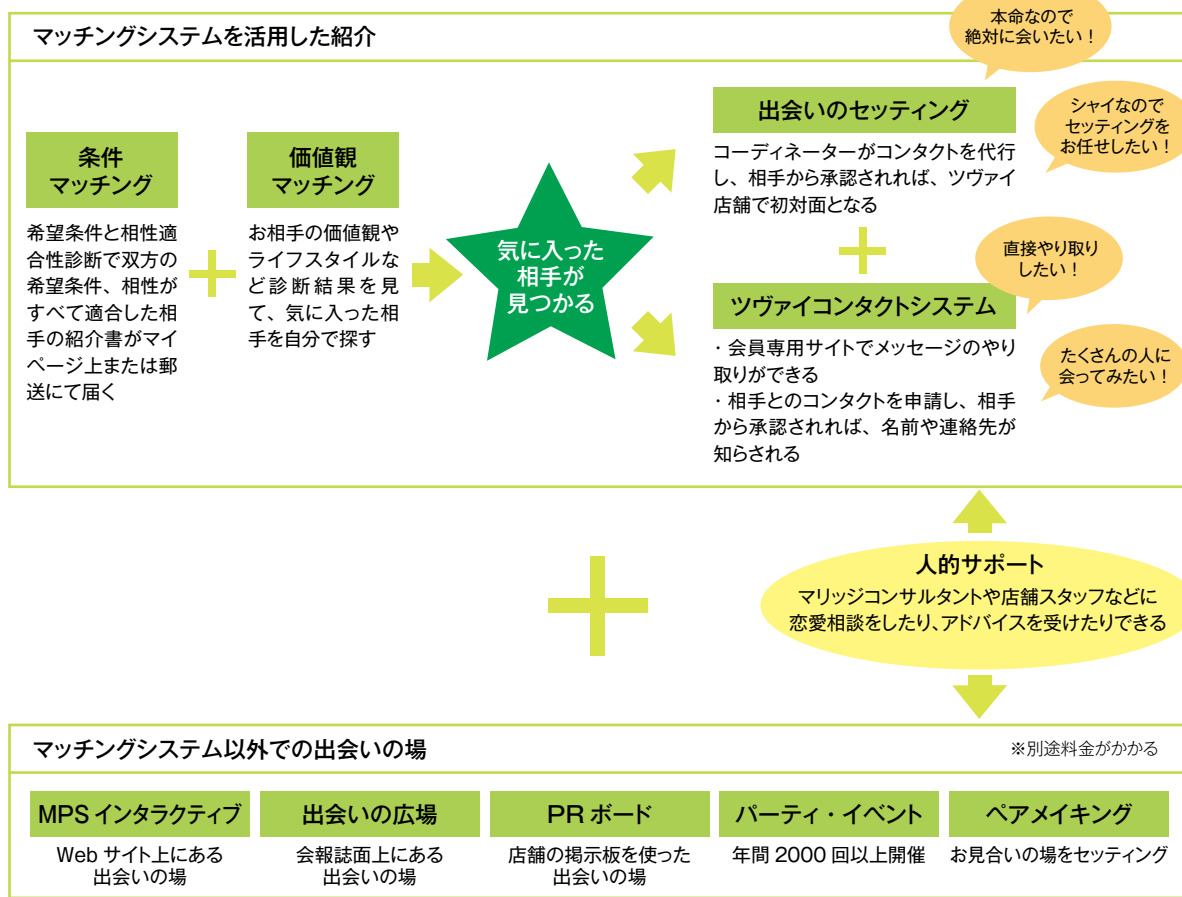 マッチングシステムを活用した紹介
本命なので
絶対に会いたい！
条件
マッチング
希望条件と相性適
合性診断で双方の
希望条件、相性が
すべて適合した相
手の紹介書がマイ
ページ上または郵
送にて届く
価値観
マッチング
お相手の価値観や
ライフスタイルな
ど診断結果を見
て、気に入った相
手を自分で探す
気に入った
相手が
見つかる
出会いのセッティング
コーディネーターがコンタクトを代行
し、相手から承認されれば、ツヴァイ
店舗で初対面となる
シャイなので
セッティングを
お任せしたい！
直接やり取り
したい！
ツヴァイコンタクトシステム
・会員専用サイトでメッセージのやり
取りができる
・相手とのコンタクトを申請し、相手
から承認されれば、名前や連絡先が
知らされる
たくさんの人に
会ってみたい！
人的サポート
マリッジコンサルタントや店舗スタッフなどに
恋愛相談をしたり、アドバイスを受けたりできる
マッチングシステム以外での出会いの場
※別途料金がかかる
MPS インタラクティブ
Web サイト上にある
出会いの場
出会いの広場
会報誌面上にある
出会いの場
PR ボード
店舗の掲示板を使った
出会いの場
パーティ・イベント
年間 2000 回以上開催
ペアメイキング
お見合いの場をセッティング